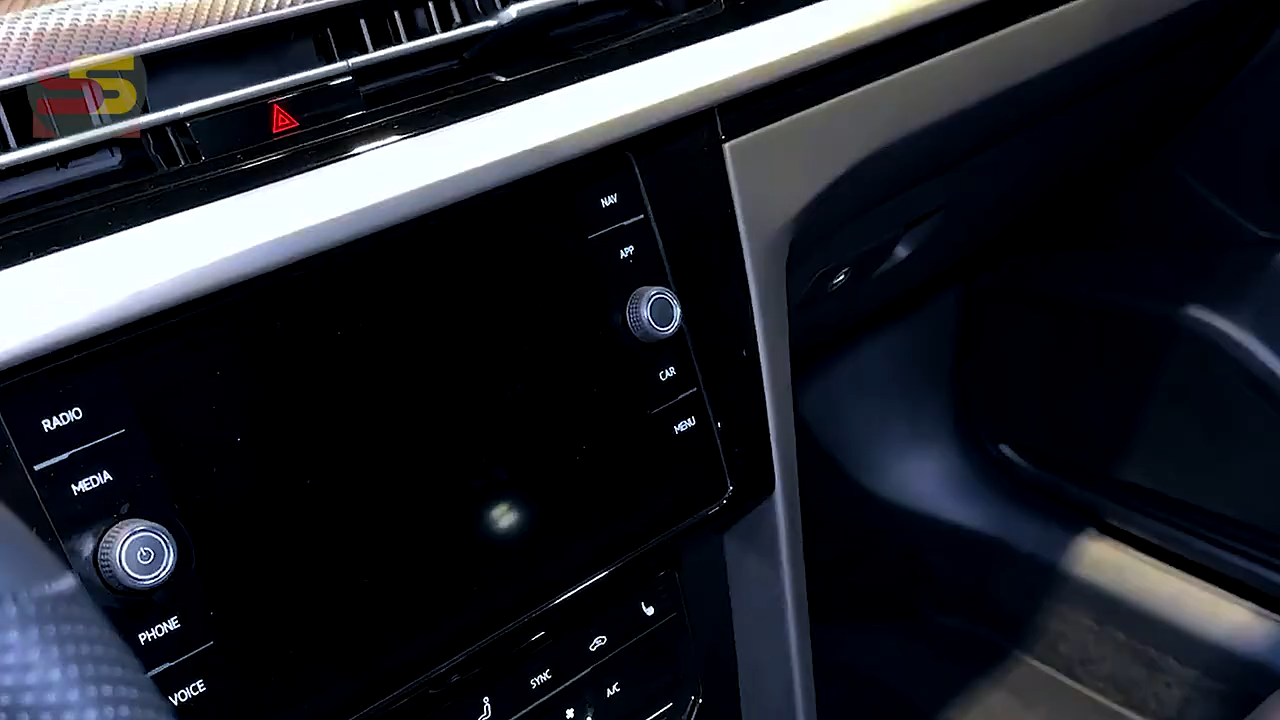 NAV
APP
CAR
MENU
RADIO
MEDIA
PHONE
VOICE
SYNC
A/C